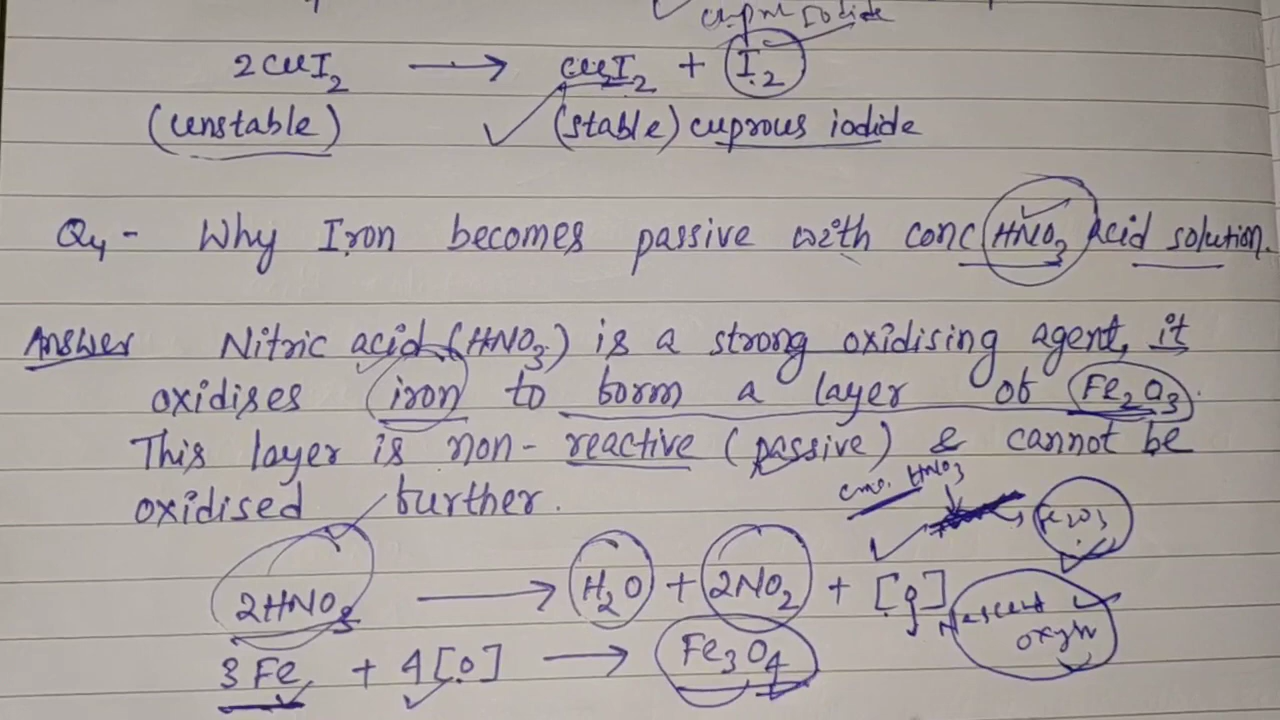 Iodide
2CuI2 → Cu2I2 + I2
(unstable) (stable) cuprous iodide
Q4 - Why Iron becomes passive with conc HNO3 acid solution.
Answer Nitric acid (HNO3) is a strong oxidising agent, it
oxidises iron to form a layer of Fe2O3.
This layer is non-reactive (passive) & cannot be
oxidised further.
conc. HNO3
2HNO3 → H2O + 2NO2 + [O] Nascent
oxygen
3Fe + 4[O] → Fe3O4